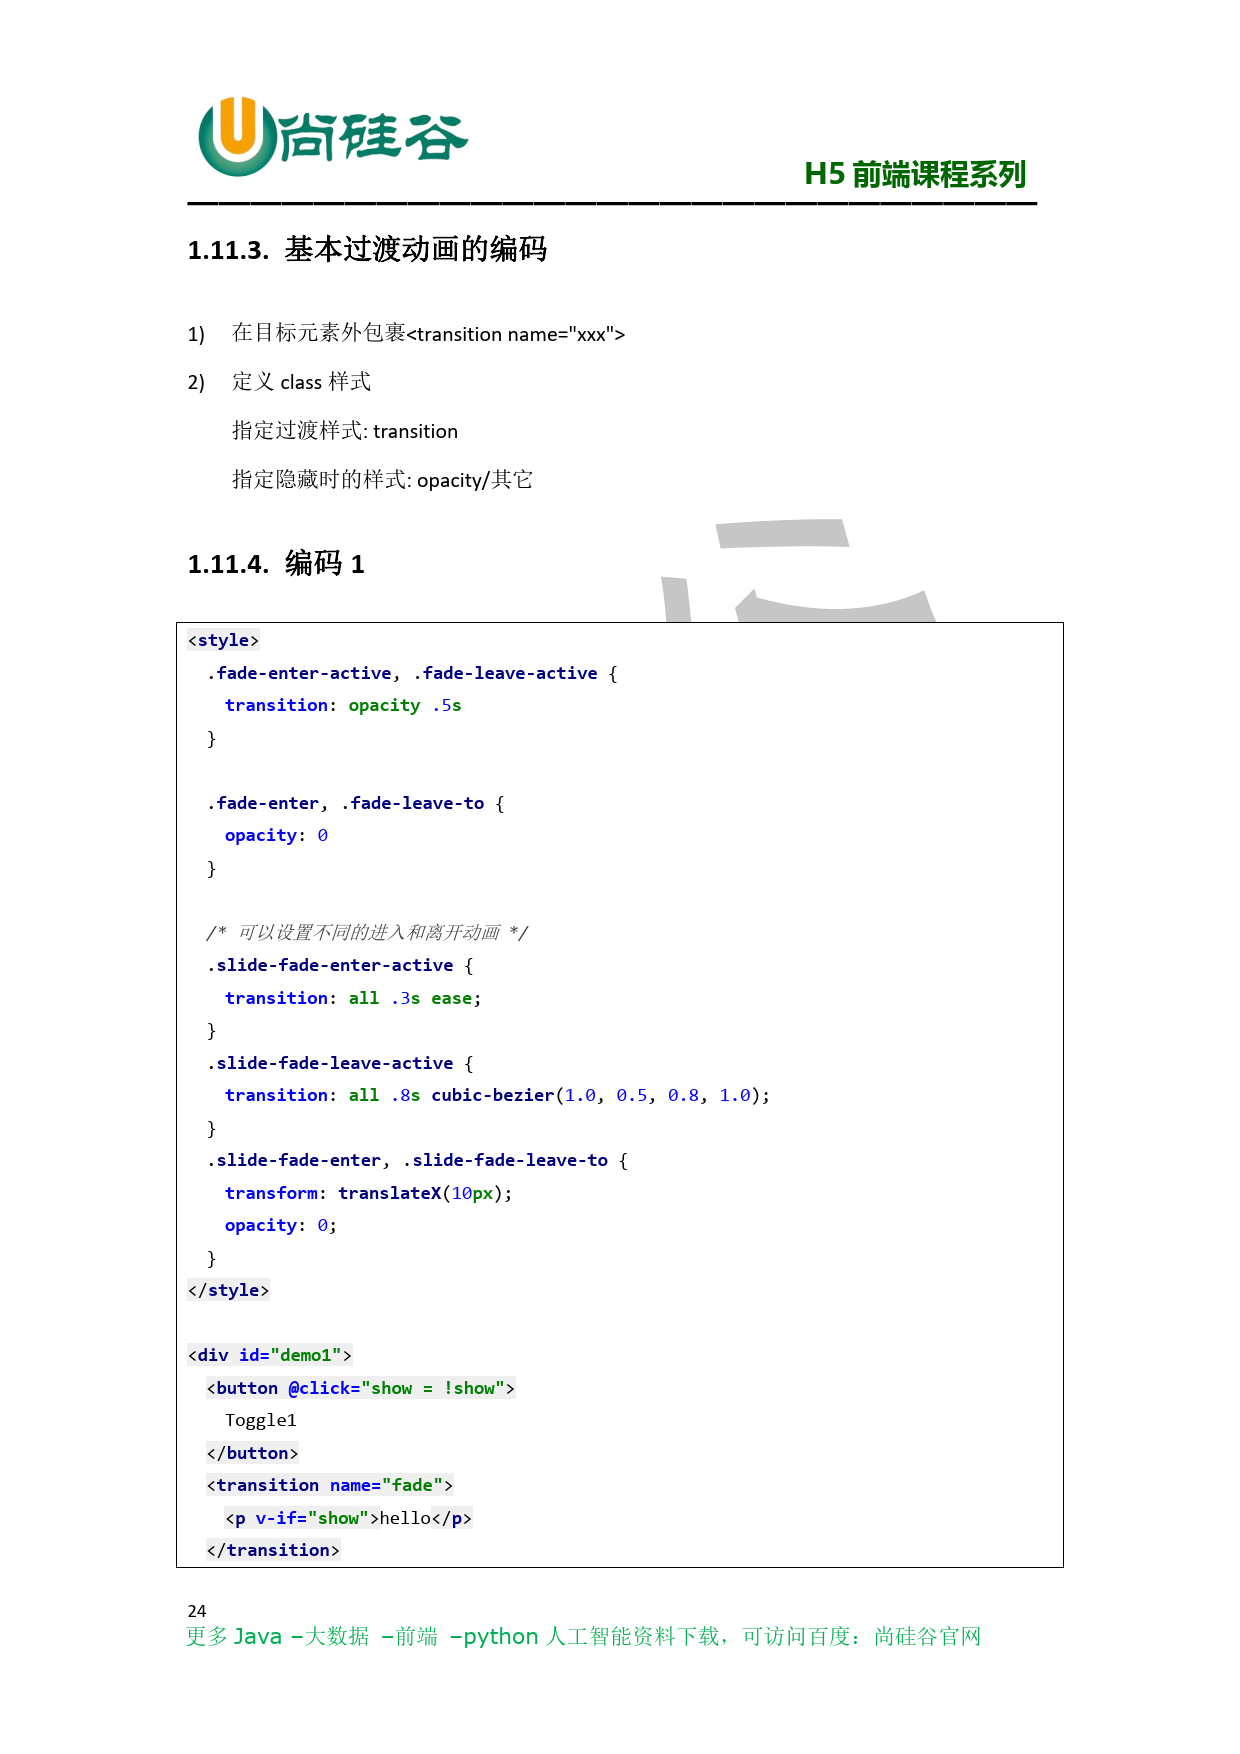 尚硅谷
H5 前端课程系列
1.11.3. 基本过渡动画的编码
1) 在目标元素外包裹<transition name="xxx">
2) 定义 class 样式
指定过渡样式: transition
指定隐藏时的样式: opacity/其它
1.11.4. 编码 1
<style>
.fade-enter-active, .fade-leave-active {
transition: opacity .5s
}
.fade-enter, .fade-leave-to {
opacity: 0
}
/* 可以设置不同的进入和离开动画 */
.slide-fade-enter-active {
transition: all .3s ease;
}
.slide-fade-leave-active {
transition: all .8s cubic-bezier(1.0, 0.5, 0.8, 1.0);
}
.slide-fade-enter, .slide-fade-leave-to {
transform: translateX(10px);
opacity: 0;
}
</style>
<div id="demo1">
<button @click="show = !show">
Toggle1
</button>
<transition name="fade">
<p v-if="show">hello</p>
</transition>
24
更多 Java –大数据 –前端 –python 人工智能资料下载，可访问百度：尚硅谷官网